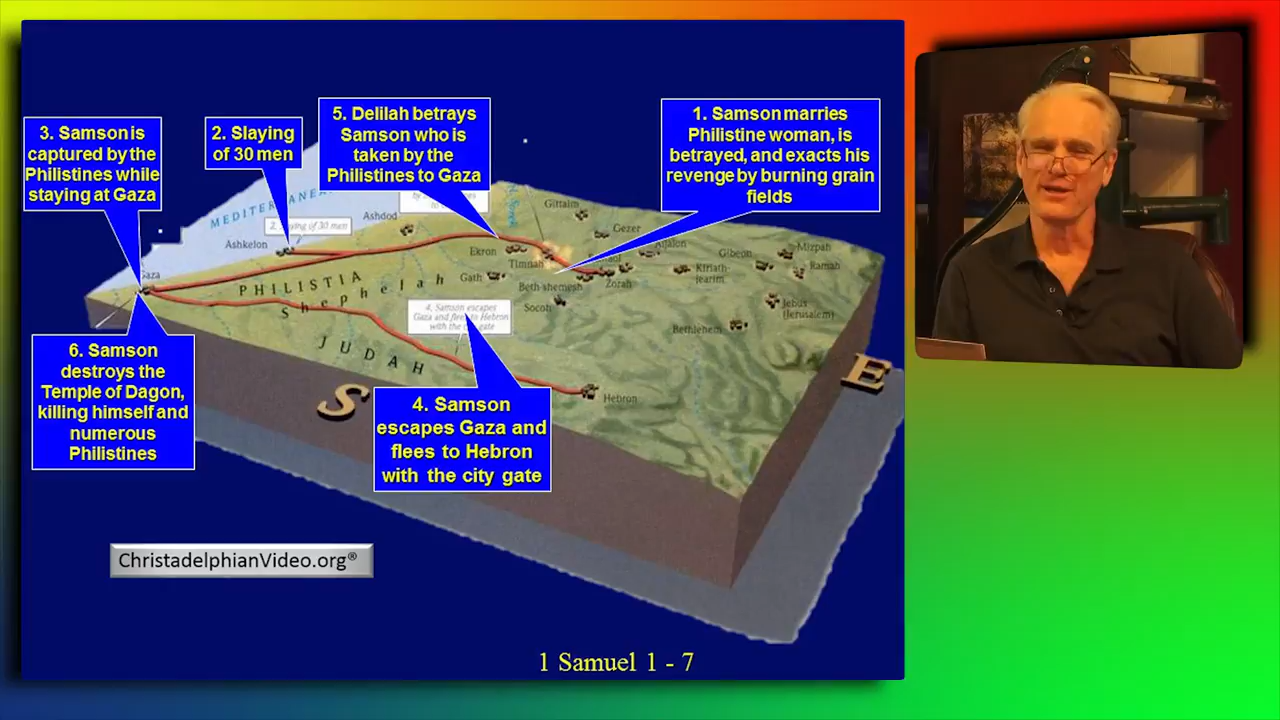 3. Samson is
captured by the
Philistines while
staying at Gaza
2. Slaying
of 30 men
5. Delilah betrays
Samson who is
taken by the
Philistines to Gaza
1. Samson marries
Philistine woman, is
betrayed, and exacts his
revenge by burning grain
fields
MEDITERRANEA
2. Slaying of 30 men
Ashdod
Ashkelon
Gaza
Gittaim
Gezer
Ekron
Timnah
Aijalon
Gibeon
Mizpah
Ramah
Gath
Beth-shemesh
Zorah
Kiriath-
jearim
Socoh
Jebus
(Jerusalem)
Bethlehem
PHILISTIA
Shephelah
4. Samson escapes
Gaza and flees to Hebron
with the city gate
JUDAH
Hebron
S
E
6. Samson
destroys the
Temple of Dagon,
killing himself and
numerous
Philistines
4. Samson
escapes Gaza and
flees to Hebron
with the city gate
ChristadelphianVideo.org®
1 Samuel 1 - 7